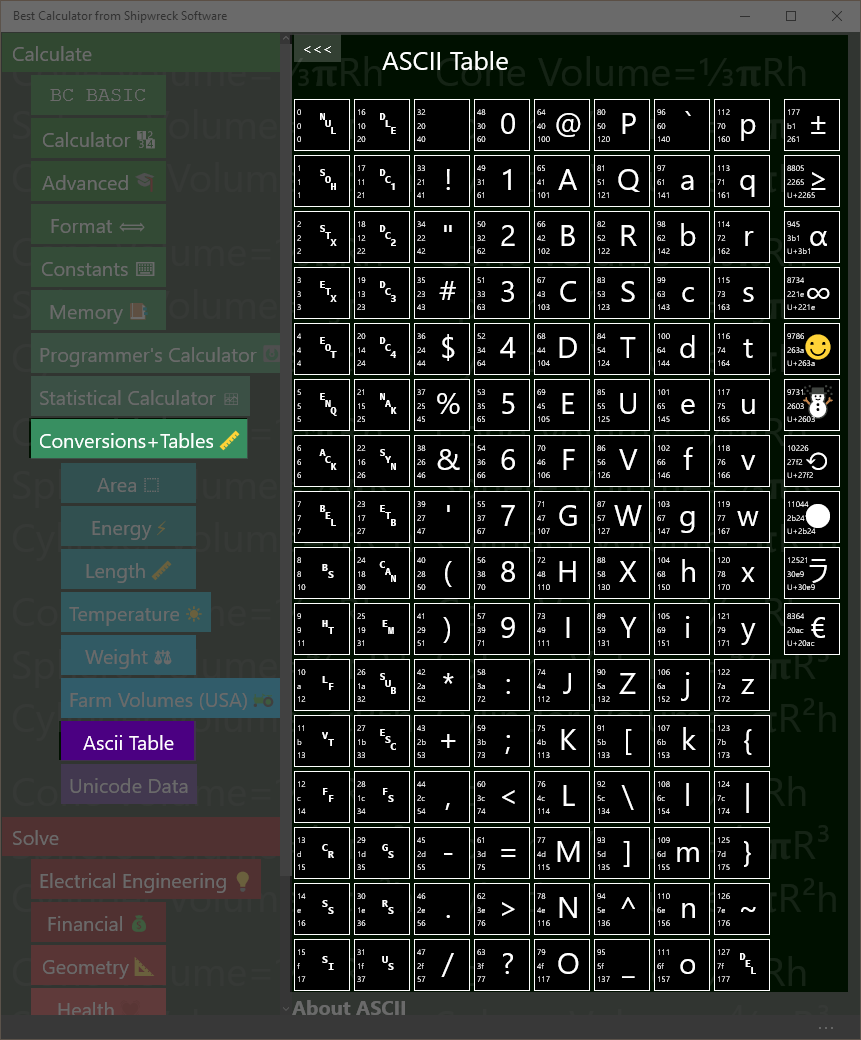 Best Calculator from Shipwreck Software
<<<
ASCII Table
Calculate
BC BASIC
Calculator
Advanced
Format
Constants
Memory
Programmer's Calculator
Statistical Calculator
Conversions+Tables
Area
Energy
Length
Temperature
Weight
Farm Volumes (USA)
Ascii Table
Unicode Data
Solve
Electrical Engineering
Financial
Geometry
Health
0 0 0 NUL 16 10 20 DLE 32 20 40 48 30 60 0 64 40 100 @ 80 50 120 P 96 60 140 ` 112 70 160 p 177 b1 261 ±
1 1 1 SOH 17 11 21 DC1 33 21 41 ! 49 31 61 1 65 41 101 A 81 51 121 Q 97 61 141 a 113 71 161 q 8805 2265 U+2265 ≥
2 2 2 STX 18 12 22 DC2 34 22 42 " 50 32 62 2 66 42 102 B 82 52 122 R 98 62 142 b 114 72 162 r 945 3b1 U+3b1 α
3 3 3 ETX 19 13 23 DC3 35 23 43 # 51 33 63 3 67 43 103 C 83 53 123 S 99 63 143 c 115 73 163 s 8734 221e U+221e ∞
4 4 4 EOT 20 14 24 DC4 36 24 44 $ 52 34 64 4 68 44 104 D 84 54 124 T 100 64 144 d 116 74 164 t 9786 263a U+263a ☺
5 5 5 ENQ 21 15 25 NAK 37 25 45 % 53 35 65 5 69 45 105 E 85 55 125 U 101 65 145 e 117 75 165 u 9731 2603 U+2603 ☃
6 6 6 ACK 22 16 26 SYN 38 26 46 & 54 36 66 6 70 46 106 F 86 56 126 V 102 66 146 f 118 76 166 v 10226 27f2 U+27f2 ⟲
7 7 7 BEL 23 17 27 ETB 39 27 47 ' 55 37 67 7 71 47 107 G 87 57 127 W 103 67 147 g 119 77 167 w 11044 2b24 U+2b24 ⬤
8 8 10 BS 24 18 30 CAN 40 28 50 ( 56 38 70 8 72 48 110 H 88 58 130 X 104 68 150 h 120 78 170 x 12521 30e9 U+30e9 ラ
9 9 11 HT 25 19 31 EM 41 29 51 ) 57 39 71 9 73 49 111 I 89 59 131 Y 105 69 151 i 121 79 171 y 8364 20ac U+20ac €
10 a 12 LF 26 1a 32 SUB 42 2a 52 * 58 3a 72 : 74 4a 112 J 90 5a 132 Z 106 6a 152 j 122 7a 172 z
11 b 13 VT 27 1b 33 ESC 43 2b 53 + 59 3b 73 ; 75 4b 113 K 91 5b 133 [ 107 6b 153 k 123 7b 173 {
12 c 14 FF 28 1c 34 FS 44 2c 54 , 60 3c 74 < 76 4c 114 L 92 5c 134 \ 108 6c 154 l 124 7c 174 |
13 d 15 CR 29 1d 35 GS 45 2d 55 - 61 3d 75 = 77 4d 115 M 93 5d 135 ] 109 6d 155 m 125 7d 175 }
14 e 16 SS 30 1e 36 RS 46 2e 56 . 62 3e 76 > 78 4e 116 N 94 5e 136 ^ 110 6e 156 n 126 7e 176 ~
15 f 17 SI 31 1f 37 US 47 2f 57 / 63 3f 77 ? 79 4f 117 O 95 5f 137 _ 111 6f 157 o 127 7f 177 DEL
About ASCII